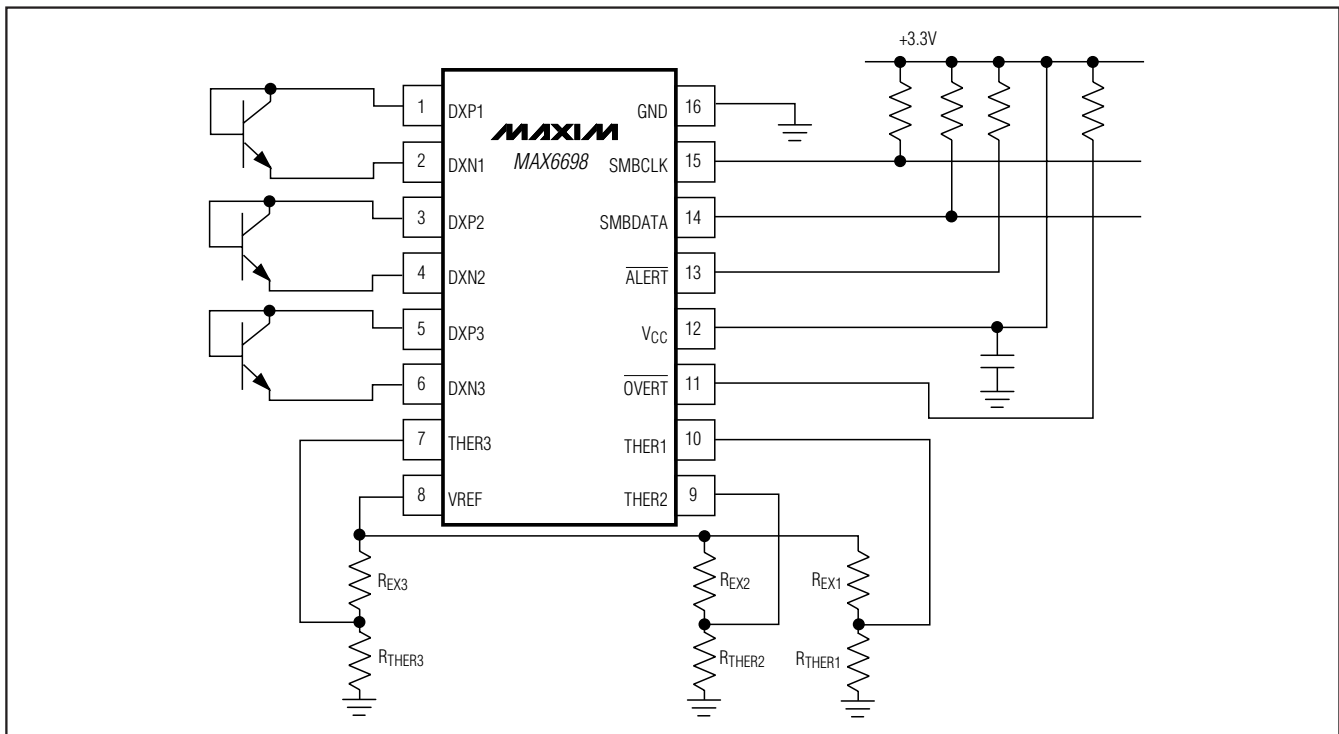 +3.3V
1 DXP1
GND 16
MAXIM
MAX6698
2 DXN1
SMBCLK 15
3 DXP2
SMBDATA 14
4 DXN2
ALERT 13
5 DXP3
VCC 12
6 DXN3
OVERT 11
7 THER3
THER1 10
8 VREF
THER2 9
REX3
REX2
REX1
RTHER3
RTHER2
RTHER1